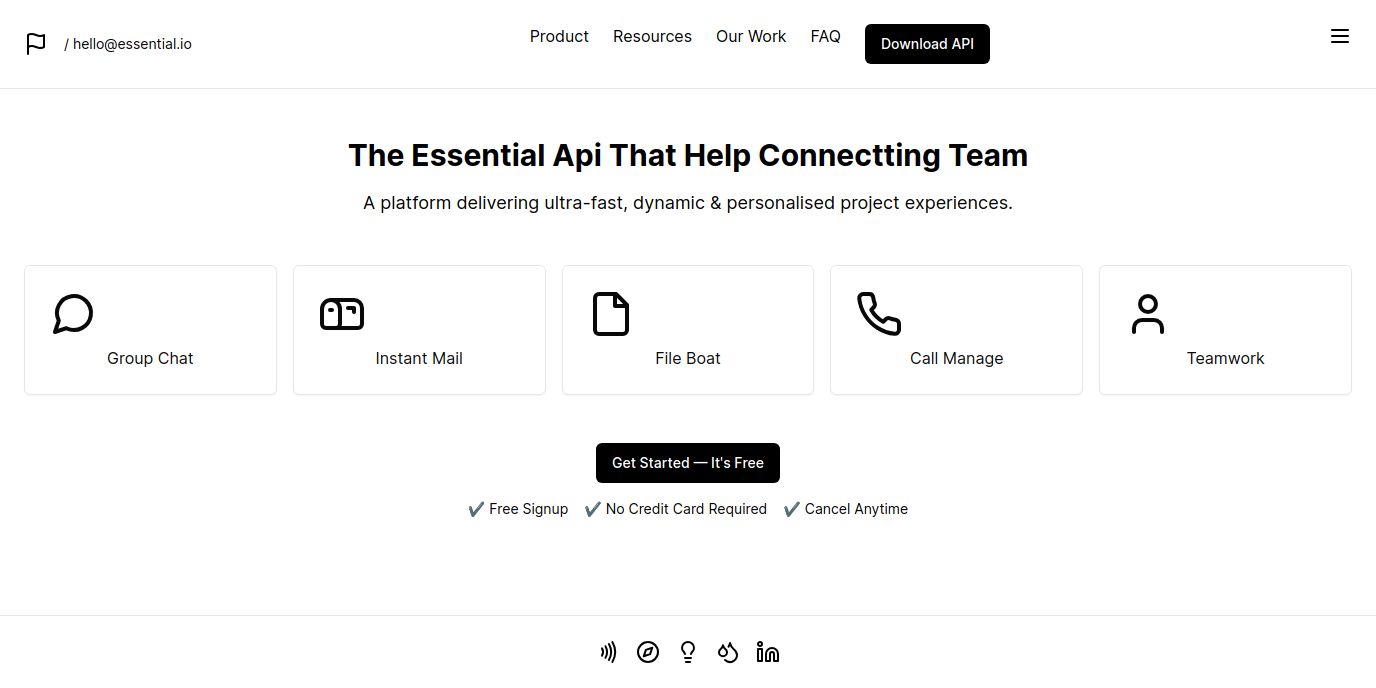 / hello@essential.io
Product Resources Our Work FAQ Download API
The Essential Api That Help Connectting Team
A platform delivering ultra-fast, dynamic & personalised project experiences.
Group Chat
Instant Mail
File Boat
Call Manage
Teamwork
Get Started — It's Free
✔️ Free Signup ✔️ No Credit Card Required ✔️ Cancel Anytime